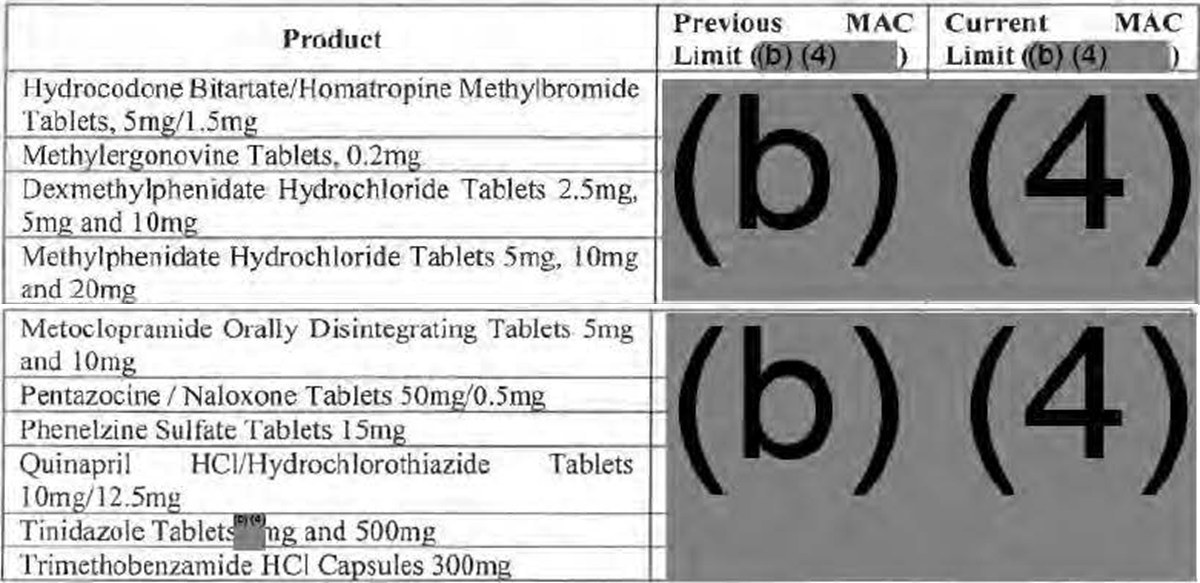 Product
Previous MAC
Limit ((b) (4) )
Current MAC
Limit ((b) (4) )
Hydrocodone Bitartate/Homatropine Methylbromide
Tablets, 5mg/1.5mg
Methylergonovine Tablets, 0.2mg
Dexmethylphenidate Hydrochloride Tablets 2.5mg,
5mg and 10mg
Methylphenidate Hydrochloride Tablets 5mg, 10mg
and 20mg
(b) (4)
Metoclopramide Orally Disintegrating Tablets 5mg
and 10mg
Pentazocine / Naloxone Tablets 50mg/0.5mg
Phenelzine Sulfate Tablets 15mg
Quinapril HCl/Hydrochlorothiazide Tablets
10mg/12.5mg
Tinidazole Tablets (b) (4) mg and 500mg
Trimethobenzamide HCl Capsules 300mg
(b) (4)